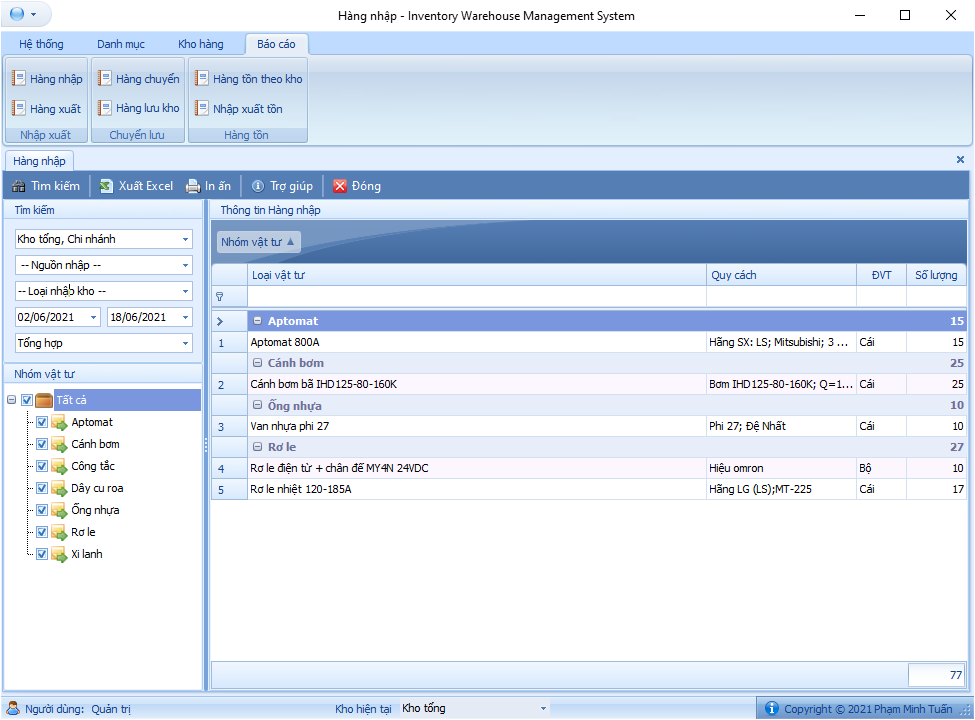 Hàng nhập - Inventory Warehouse Management System
Hệ thống Danh mục Kho hàng Báo cáo
Hàng nhập Hàng chuyển Hàng tồn theo kho
Hàng xuất Hàng lưu kho Nhập xuất tồn
Nhập xuất Chuyển lưu Hàng tồn
Hàng nhập
Tìm kiếm Xuất Excel In ấn Trợ giúp Đóng
Tìm kiếm
Kho tổng, Chi nhánh
-- Nguồn nhập --
-- Loại nhập kho --
02/06/2021 18/06/2021
Tổng hợp
Nhóm vật tư
Tất cả
Aptomat
Cánh bơm
Công tắc
Dây cu roa
Ống nhựa
Rơ le
Xi lanh
Thông tin Hàng nhập
Nhóm vật tư
Loại vật tư Quy cách ĐVT Số lượng
Aptomat 15
1 Aptomat 800A Hãng SX: LS; Mitsubishi; 3 ... Cái 15
Cánh bơm 25
2 Cánh bơm bã IHD125-80-160K Bơm IHD125-80-160K; Q=1... Cái 25
Ống nhựa 10
3 Van nhựa phi 27 Phi 27; Đệ Nhất Cái 10
Rơ le 27
4 Rơ le điện từ + chân đế MY4N 24VDC Hiệu omron Bộ 10
5 Rơ le nhiệt 120-185A Hãng LG (LS);MT-225 Cái 17
77
Người dùng: Quản trị Kho hiện tại Kho tổng Copyright © 2021 Phạm Minh Tuấn